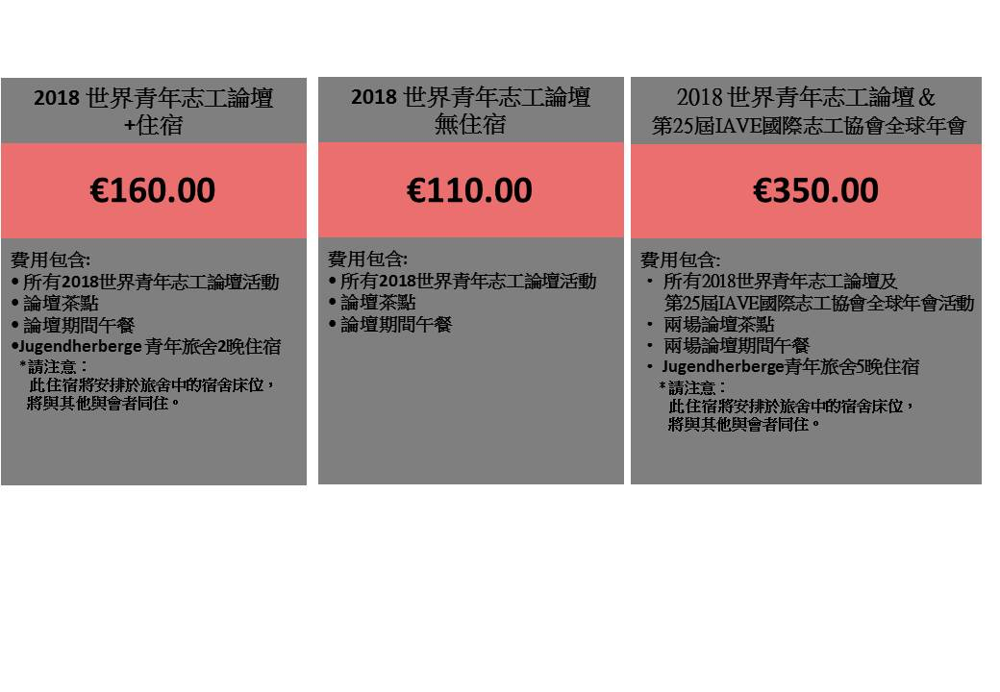 2018 世界青年志工論壇
+住宿
€160.00
費用包含:
• 所有2018世界青年志工論壇活動
• 論壇茶點
• 論壇期間午餐
•Jugendherberge 青年旅舍2晚住宿
*請注意：
此住宿將安排於旅舍中的宿舍床位，
將與其他與會者同住。
2018 世界青年志工論壇
無住宿
€110.00
費用包含:
• 所有2018世界青年志工論壇活動
• 論壇茶點
• 論壇期間午餐
2018 世界青年志工論壇＆
第25屆IAVE國際志工協會全球年會
€350.00
費用包含:
• 所有2018世界青年志工論壇及
第25屆IAVE國際志工協會全球年會活動
• 兩場論壇茶點
• 兩場論壇期間午餐
• Jugendherberge青年旅舍5晚住宿
*請注意：
此住宿將安排於旅舍中的宿舍床位，
將與其他與會者同住。